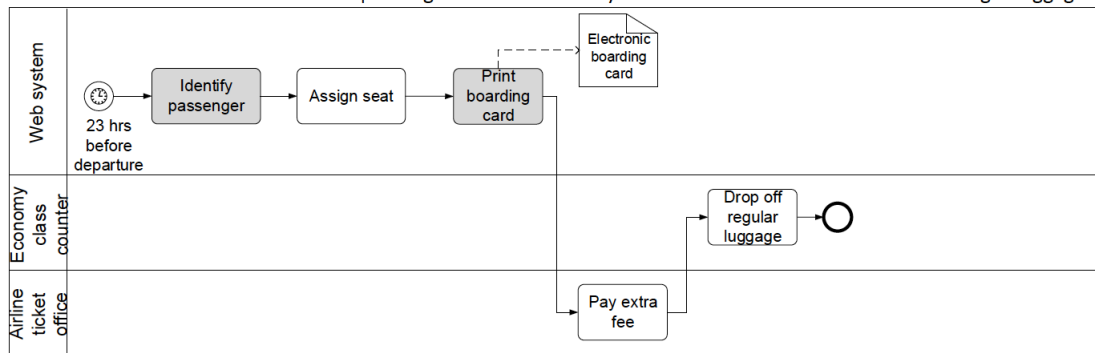 Web system
23 hrs
before
departure
Identify
passenger
Assign seat
Print
boarding
card
Electronic
boarding
card
Economy
class
counter
Drop off
regular
luggage
Airline
ticket
office
Pay extra
fee